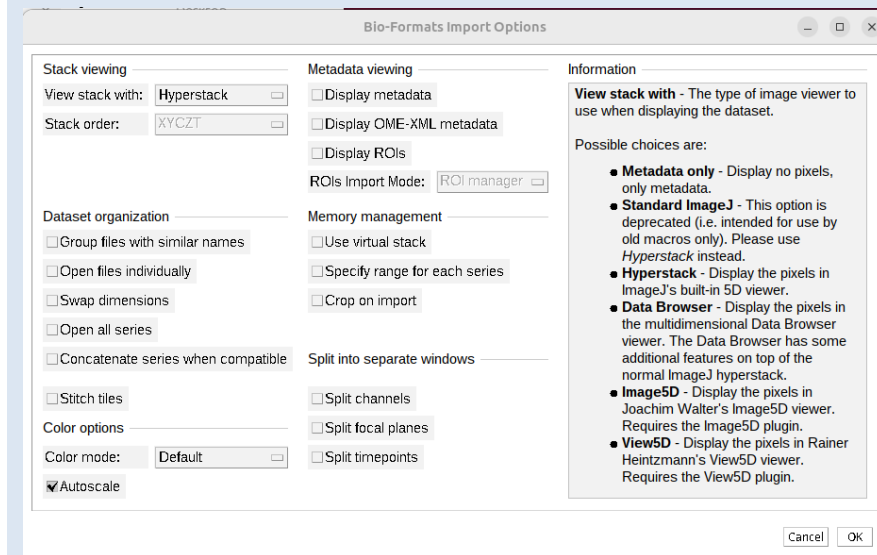 Bio-Formats Import Options
Stack viewing
View stack with: Hyperstack
Stack order: XYCZT
Metadata viewing
Display metadata
Display OME-XML metadata
Display ROIs
ROIs Import Mode: ROI manager
Dataset organization
Group files with similar names
Open files individually
Swap dimensions
Open all series
Concatenate series when compatible
Stitch tiles
Memory management
Use virtual stack
Specify range for each series
Crop on import
Split into separate windows
Split channels
Split focal planes
Split timepoints
Color options
Color mode: Default
Autoscale
Information
View stack with - The type of image viewer to
use when displaying the dataset.
Possible choices are:
Metadata only - Display no pixels,
only metadata.
Standard ImageJ - This option is
deprecated (i.e. intended for use by
old macros only). Please use
Hyperstack instead.
Hyperstack - Display the pixels in
ImageJ's built-in 5D viewer.
Data Browser - Display the pixels in
the multidimensional Data Browser
viewer. The Data Browser has some
additional features on top of the
normal ImageJ hyperstack.
Image5D - Display the pixels in
Joachim Walter's Image5D viewer.
Requires the Image5D plugin.
View5D - Display the pixels in Rainer
Heintzmann's View5D viewer.
Requires the View5D plugin.
Cancel OK